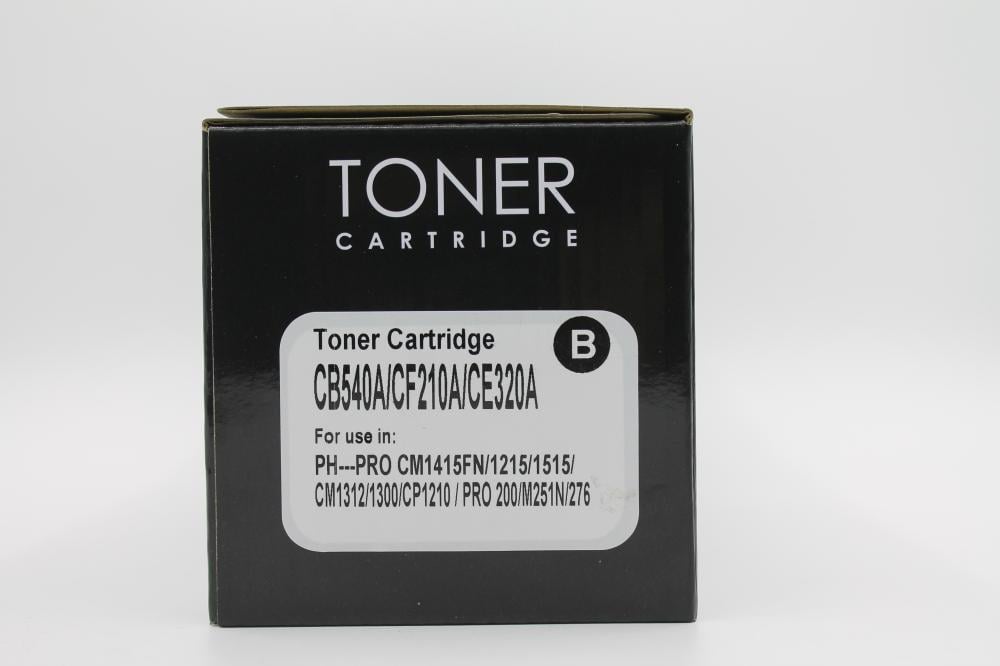 TONER
CARTRIDGE
Toner Cartridge
B
CB540A/CF210A/CE320A
For use in:
PH---PRO CM1415FN/1215/1515/
CM1312/1300/CP1210 / PRO 200/M251N/276